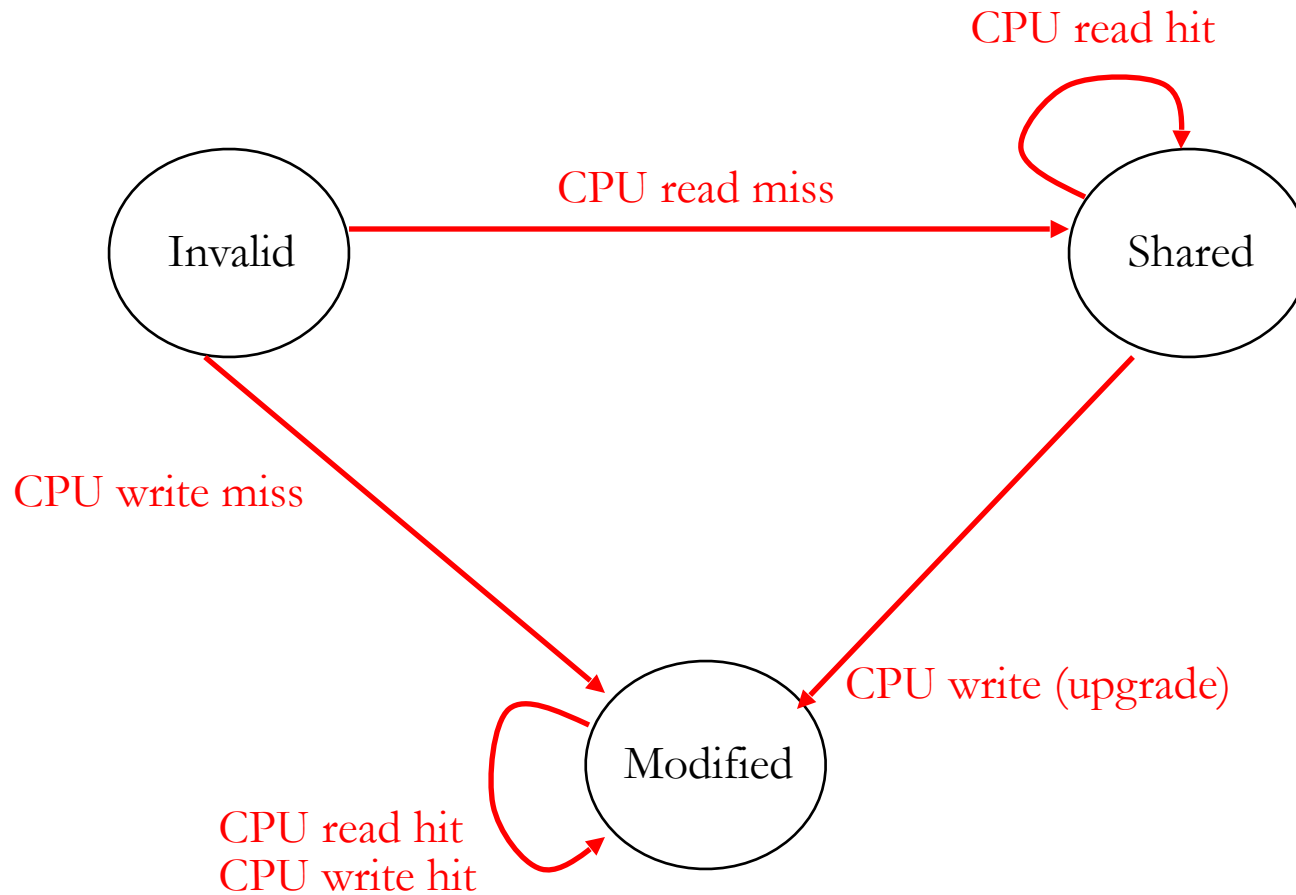 CPU read hit
CPU read miss
Invalid
Shared
CPU write miss
CPU write (upgrade)
Modified
CPU read hit
CPU write hit